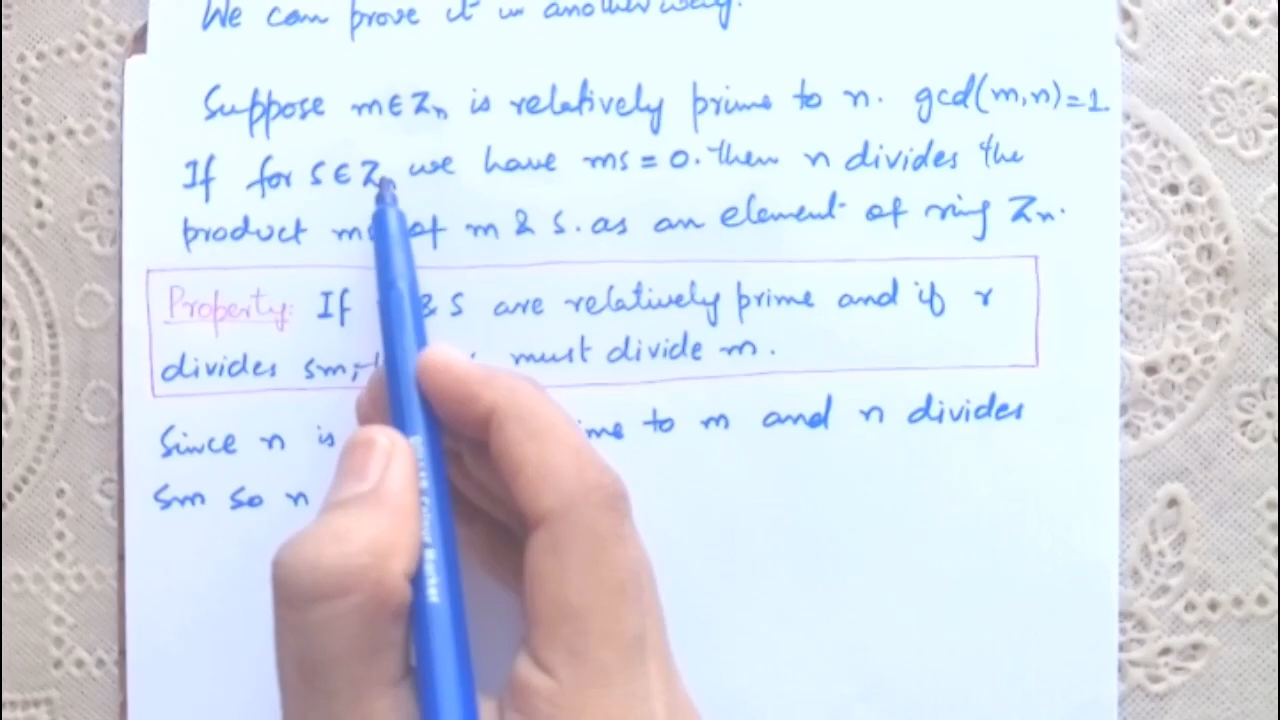 We can prove it in another way.
Suppose m ∈ Zn is relatively prime to n. gcd(m,n)=1
If for s ∈ Z we have ms = 0. then n divides the
product of m & s. as an element of ring Zn.
Property: If & s are relatively prime and if r
divides sm, must divide m.
Since n is to m and n divides
sm so n